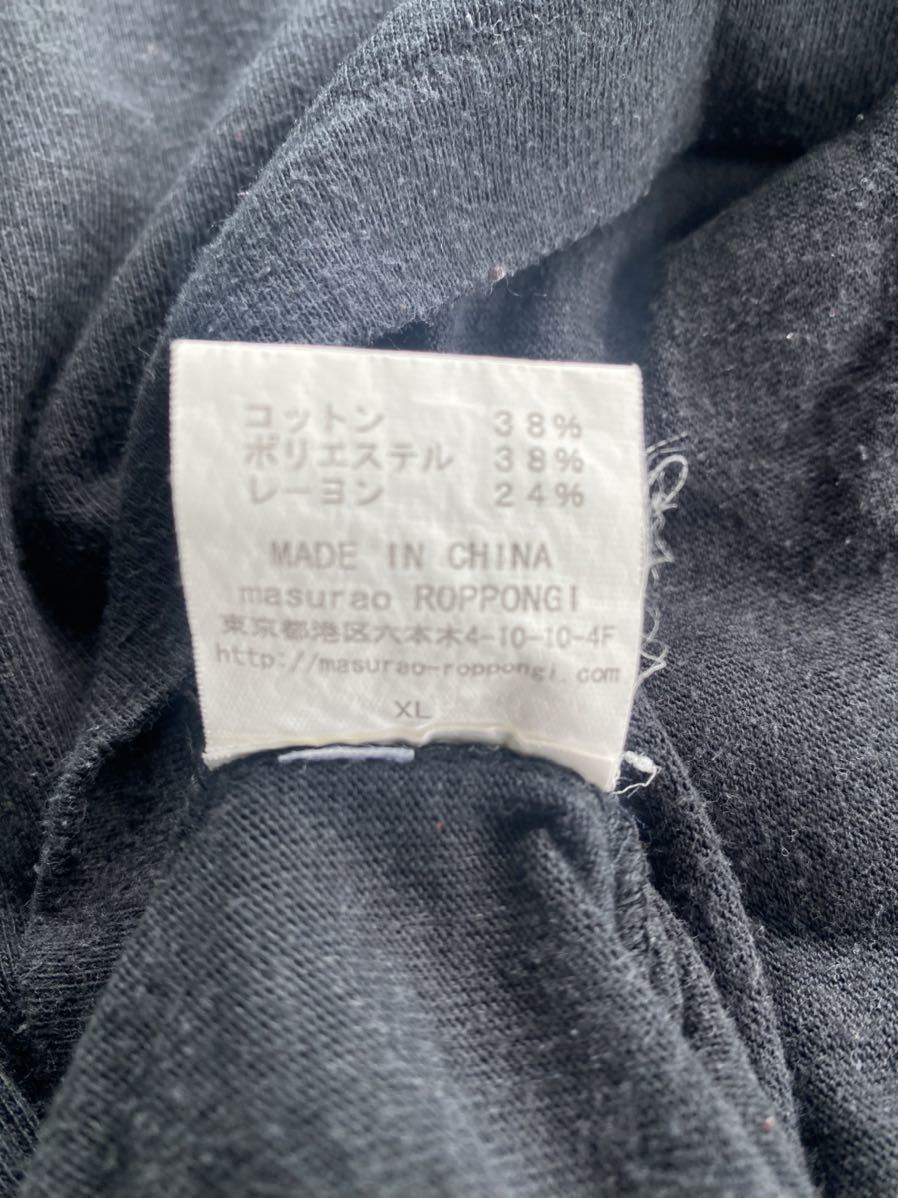 コットン 38%
ポリエステル 38%
レーヨン 24%
MADE IN CHINA
masurao ROPPONGI
東京都港区六本木4-10-10-4F
http://masurao-roppongi.com
XL